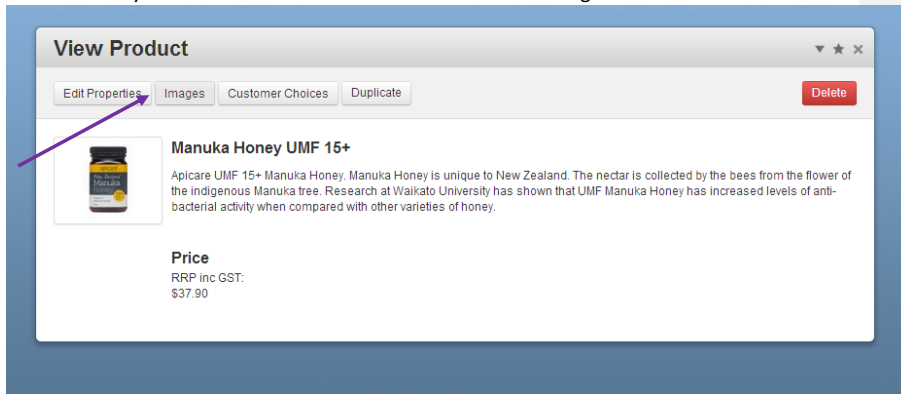 View Product
Edit Properties
Images
Customer Choices
Duplicate
Delete
Manuka Honey UMF 15+
Apicare UMF 15+ Manuka Honey. Manuka Honey is unique to New Zealand. The nectar is collected by the bees from the flower of
the indigenous Manuka tree. Research at Waikato University has shown that UMF Manuka Honey has increased levels of anti-
bacterial activity when compared with other varieties of honey.
Manuka
Price
RRP inc GST:
$37.90